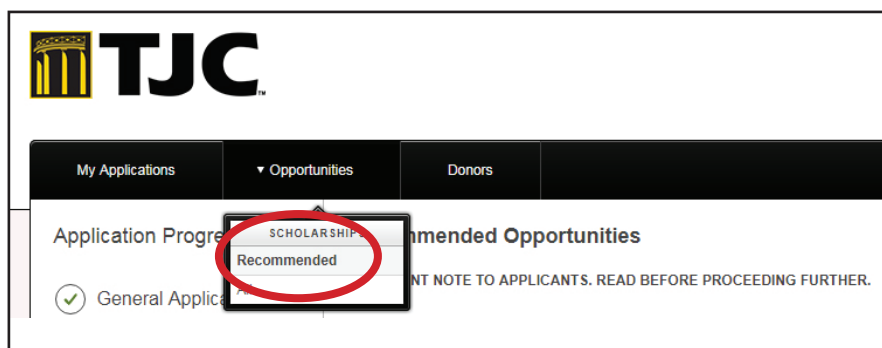 TJC™
My Applications ▾ Opportunities Donors
Application Progre
SCHOLARSHIPS
mmended Opportunities
Recommended
NT NOTE TO APPLICANTS. READ BEFORE PROCEEDING FURTHER.
General Applica